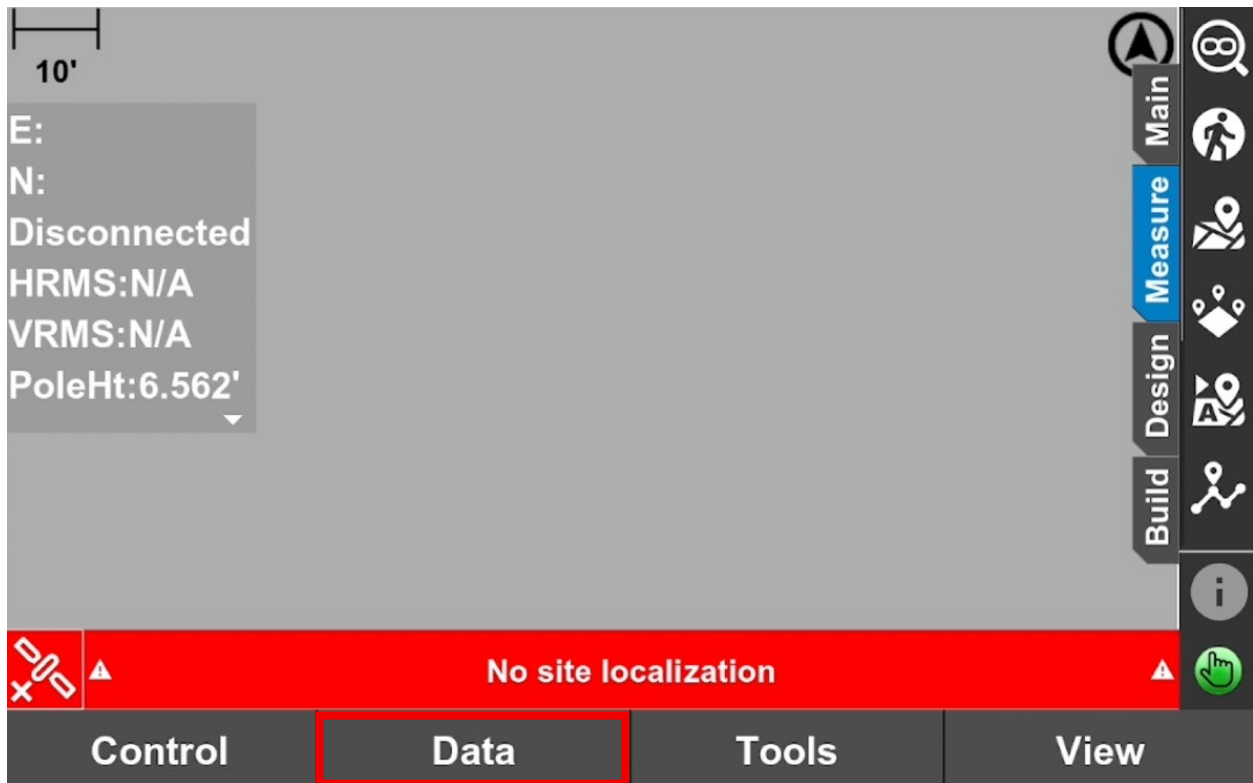 10'
E:
N:
Disconnected
HRMS:N/A
VRMS:N/A
PoleHt:6.562'
Main
Measure
Design
Build
A
i
No site localization
Control
Data
Tools
View